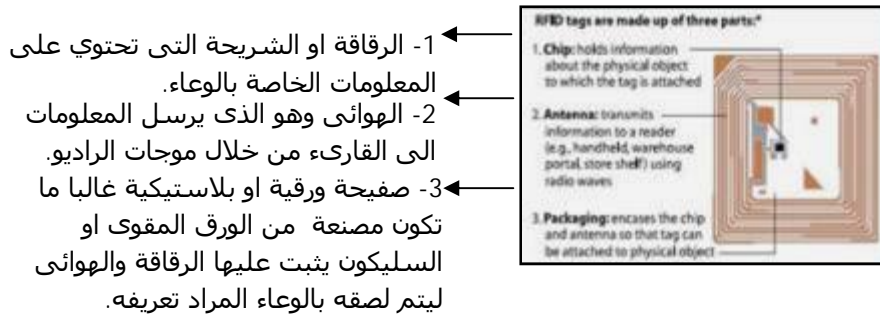 1- الرقاقة او الشريحة التى تحتوي على
المعلومات الخاصة بالوعاء.
2- الهوائى وهو الذى يرسل المعلومات
الى القارىء من خلال موجات الراديو.
3- صفيحة ورقية او بلاستيكية غالبا ما
تكون مصنعة من الورق المقوى او
السليكون يثبت عليها الرقاقة والهوائى
ليتم لصقه بالوعاء المراد تعريفه.
RFID tags are made up of three parts:*
1. Chip: holds information
about the physical object
to which the tag is attached
2. Antenna: transmits
information to a reader
(e.g., handheld, warehouse
portal, store shelf) using
radio waves
3. Packaging: encases the chip
and antenna so that tag can
be attached to physical object